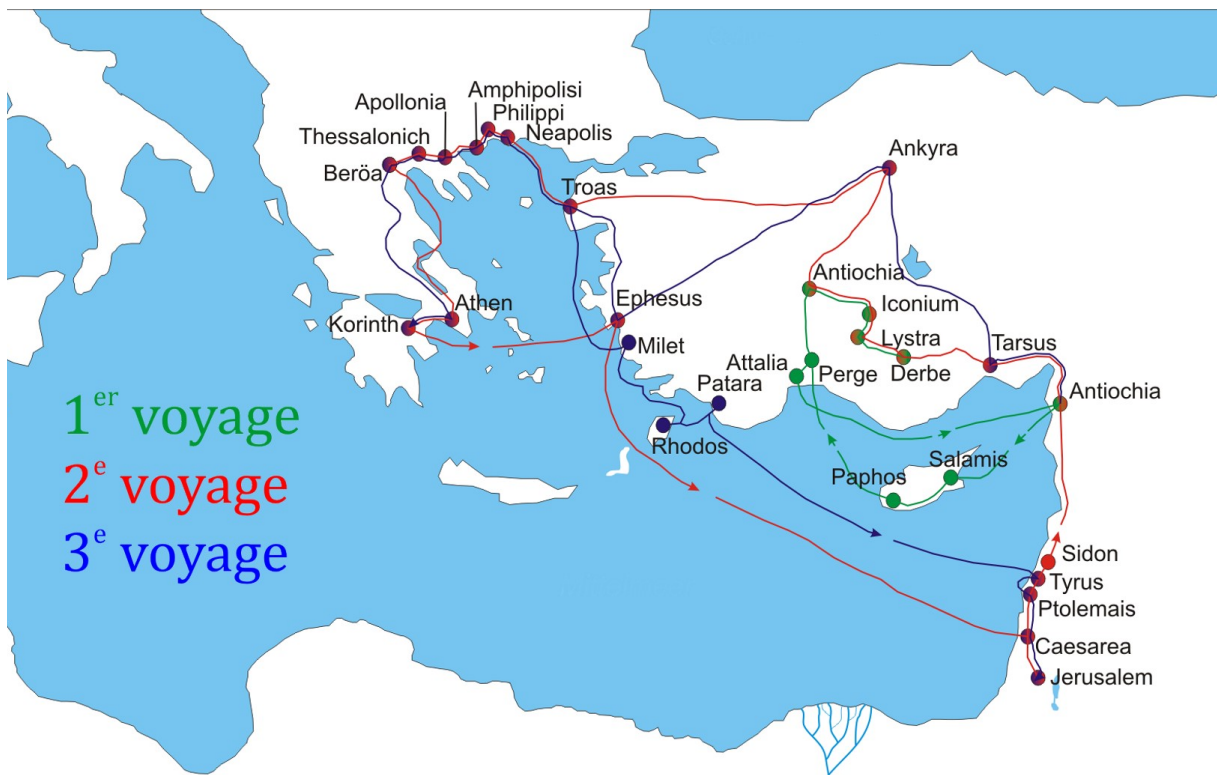 Amphipolisi
Philippi
Apollonia
Neapolis
Thessalonich
Beröa
Ankyra
Troas
Antiochia
Iconium
Ephesus
Athen
Korinth
Lystra
Milet
Tarsus
Attalia
Perge
Derbe
Patara
Antiochia
1er voyage
Rhodos
Salamis
Paphos
2e voyage
3e voyage
Sidon
Tyrus
Ptolemais
Caesarea
Jerusalem